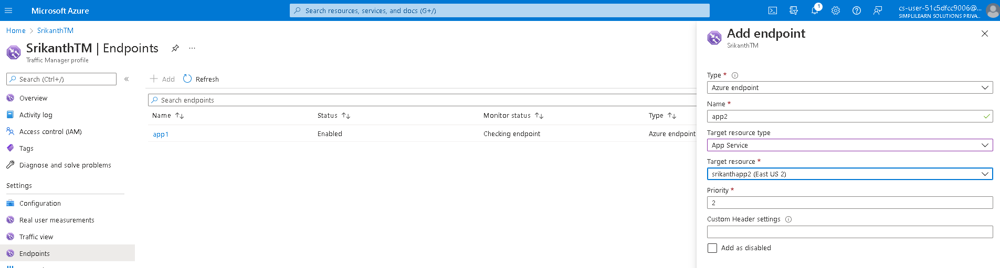 Microsoft Azure
Search resources, services, and docs (G+/)
1
cs-user-51c5dfcc9006@...
SIMPLILEARN SOLUTIONS PRIVA...
Home > SrikanthTM
SrikanthTM | Endpoints
...
Traffic Manager profile
Search (Ctrl+/)
«
Overview
Activity log
Access control (IAM)
Tags
Diagnose and solve problems
Settings
Configuration
Real user measurements
Traffic view
Endpoints
+ Add
Refresh
Search endpoints
Name ↑↓ Status ↑↓ Monitor status ↑↓ Type ↑↓
app1 Enabled Checking endpoint Azure endpoint
Add endpoint
SrikanthTM
Type *
Azure endpoint
Name *
app2
Target resource type
App Service
Target resource *
srikanthapp2 (East US 2)
Priority *
2
Custom Header settings
Add as disabled